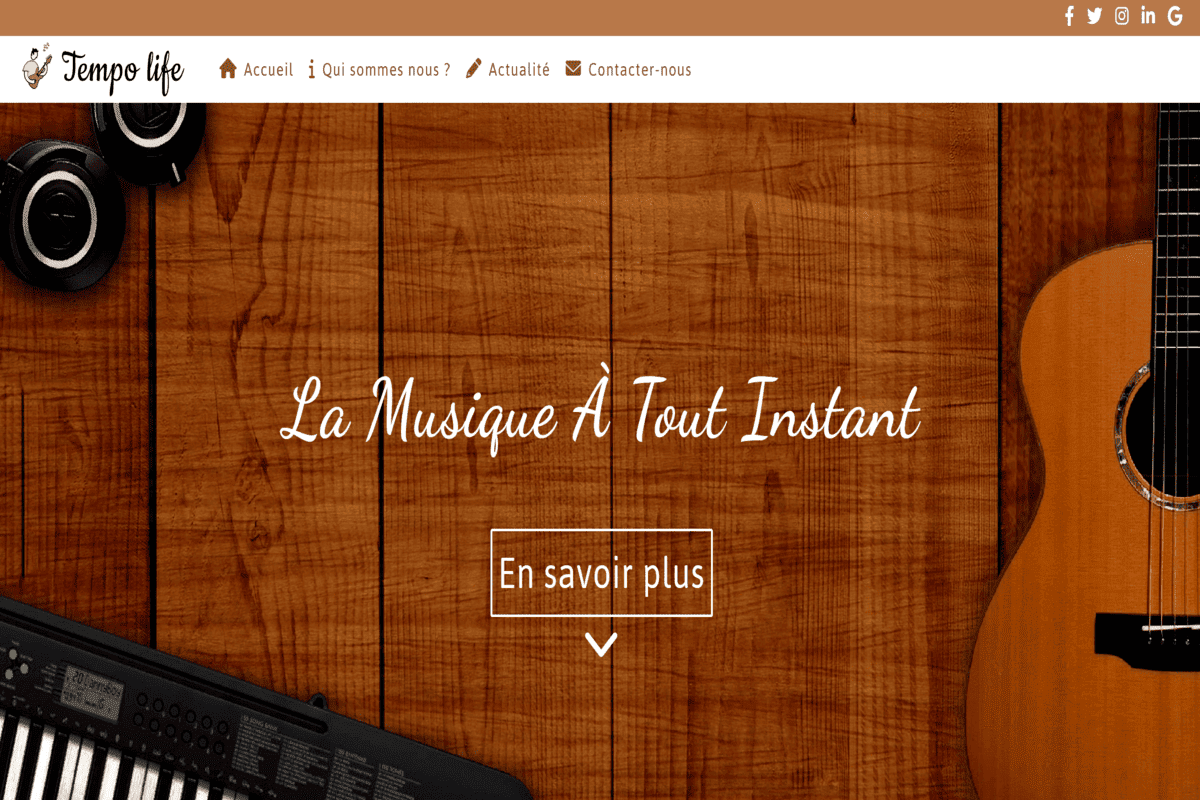 Tempo life
Accueil
Qui sommes nous ?
Actualité
Contacter-nous
La Musique À Tout Instant
En savoir plus